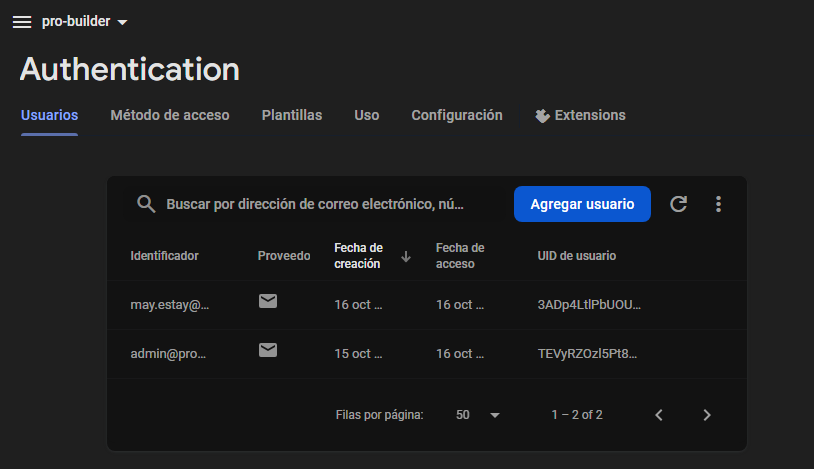 pro-builder
Authentication
Usuarios Método de acceso Plantillas Uso Configuración Extensions
Buscar por dirección de correo electrónico, nú... Agregar usuario
Identificador Proveedo Fecha de creación Fecha de acceso UID de usuario
may.estay@... 16 oct ... 16 oct ... 3ADp4LtlPbUOU...
admin@pro... 15 oct ... 16 oct ... TEVyRZOzl5Pt8...
Filas por página: 50 1 – 2 of 2